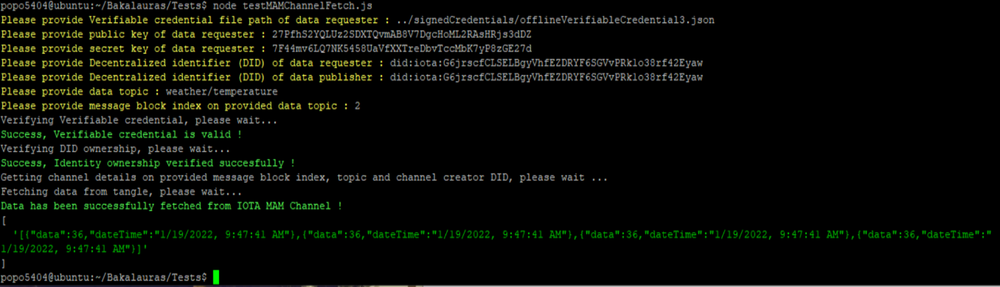 popo5404@ubuntu:~/Bakalauras/Tests$ node testMAMChannelFetch.js
Please provide Verifiable credential file path of data requester : ../signedCredentials/offlineVerifiableCredential3.json
Please provide public key of data requester : 27PfhS2YQLUz2SDXTQvmAB8V7DgcHoML2RAsHRjs3dDZ
Please provide secret key of data requester : 7F44mv6LQ7NK5458UaVfXXTreDbvTccMbK7yP8zGE27d
Please provide Decentralized identifier (DID) of data requester : did:iota:G6jrscfCLSELBgyVhfEZDRYF6SGVvPRk1o38rf42Eyaw
Please provide Decentralized identifier (DID) of data publisher : did:iota:G6jrscfCLSELBgyVhfEZDRYF6SGVvPRk1o38rf42Eyaw
Please provide data topic : weather/temperature
Please provide message block index on provided data topic : 2
Verifying Verifiable credential, please wait...
Success, Verifiable credential is valid !
Verifying DID ownership, please wait...
Success, Identity ownership verified succesfully !
Getting channel details on provided message block index, topic and channel creator DID, please wait ...
Fetching data from tangle, please wait...
Data has been successfully fetched from IOTA MAM Channel !
[
'[{"data":36,"dateTime":"1/19/2022, 9:47:41 AM"},{"data":36,"dateTime":"1/19/2022, 9:47:41 AM"},{"data":36,"dateTime":"1/19/2022, 9:47:41 AM"},{"data":36,"dateTime":"
1/19/2022, 9:47:41 AM"}]'
]
popo5404@ubuntu:~/Bakalauras/Tests$